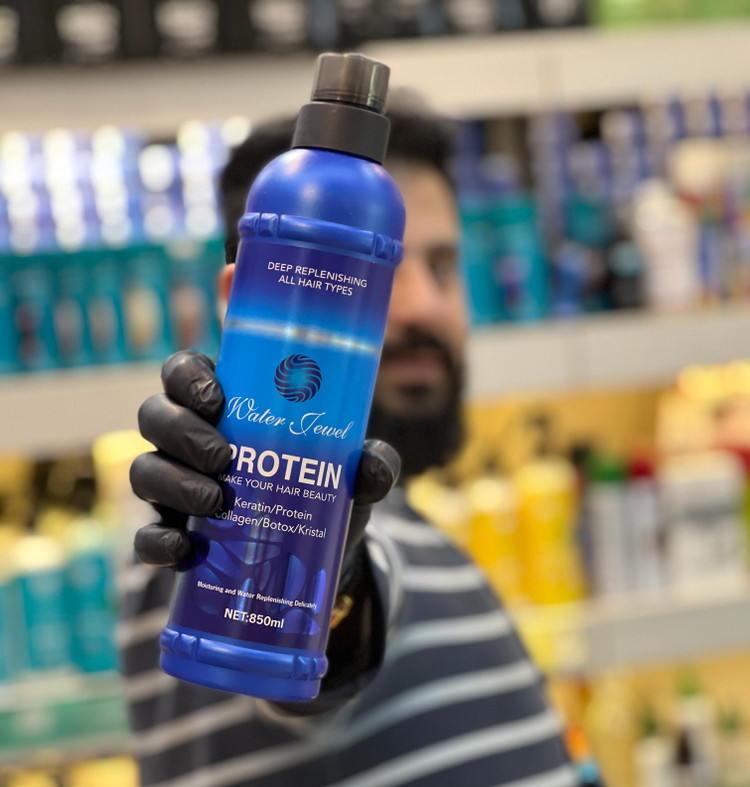 DEEP REPLENISHING
ALL HAIR TYPES
Water Jewel
PROTEIN
MAKE YOUR HAIR BEAUTY
Keratin/Protein
Collagen/Botox/Kristal
Moisturing and Water Replenishing Delicately
NET:850ml